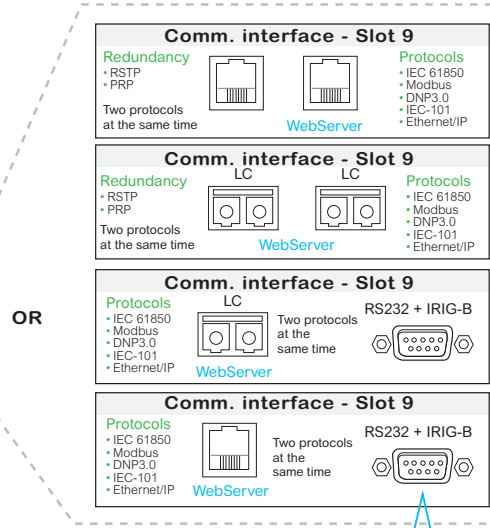 Comm. interface - Slot 9
Redundancy
• RSTP
• PRP
Two protocols
at the same time
WebServer
Protocols
• IEC 61850
• Modbus
• DNP3.0
• IEC-101
• Ethernet/IP
Comm. interface - Slot 9
Redundancy
• RSTP
• PRP
Two protocols
at the same time
LC
LC
WebServer
Protocols
• IEC 61850
• Modbus
• DNP3.0
• IEC-101
• Ethernet/IP
OR
Comm. interface - Slot 9
Protocols
• IEC 61850
• Modbus
• DNP3.0
• IEC-101
• Ethernet/IP
LC
WebServer
Two protocols
at the
same time
RS232 + IRIG-B
Comm. interface - Slot 9
Protocols
• IEC 61850
• Modbus
• DNP3.0
• IEC-101
• Ethernet/IP
WebServer
Two protocols
at the
same time
RS232 + IRIG-B